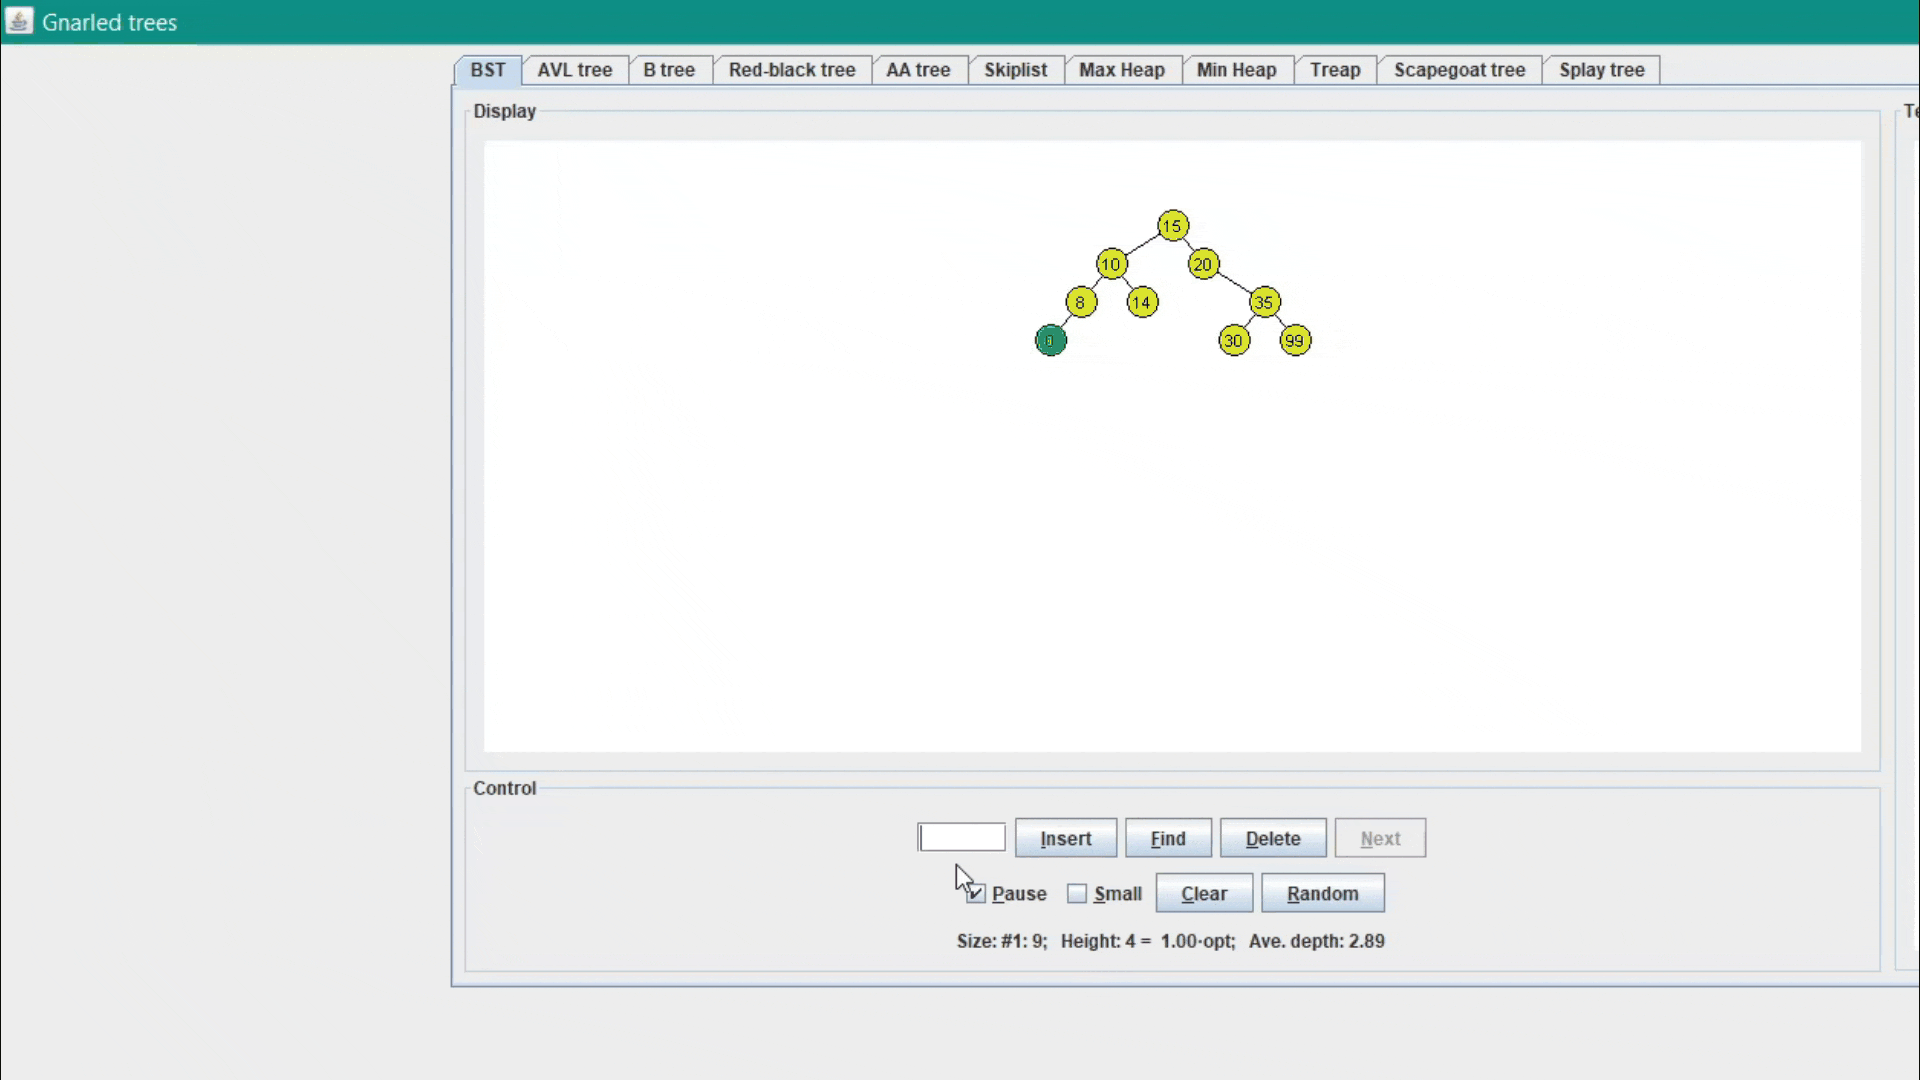 Gnarled trees
BST AVL tree B tree Red-black tree AA tree Skiplist Max Heap Min Heap Treap Scapegoat tree Splay tree
Display
15
10 20
8 14 35
30 99
Control
Insert Find Delete Next
Pause Small Clear Random
Size: #1: 9; Height: 4 = 1.00·opt; Ave. depth: 2.89